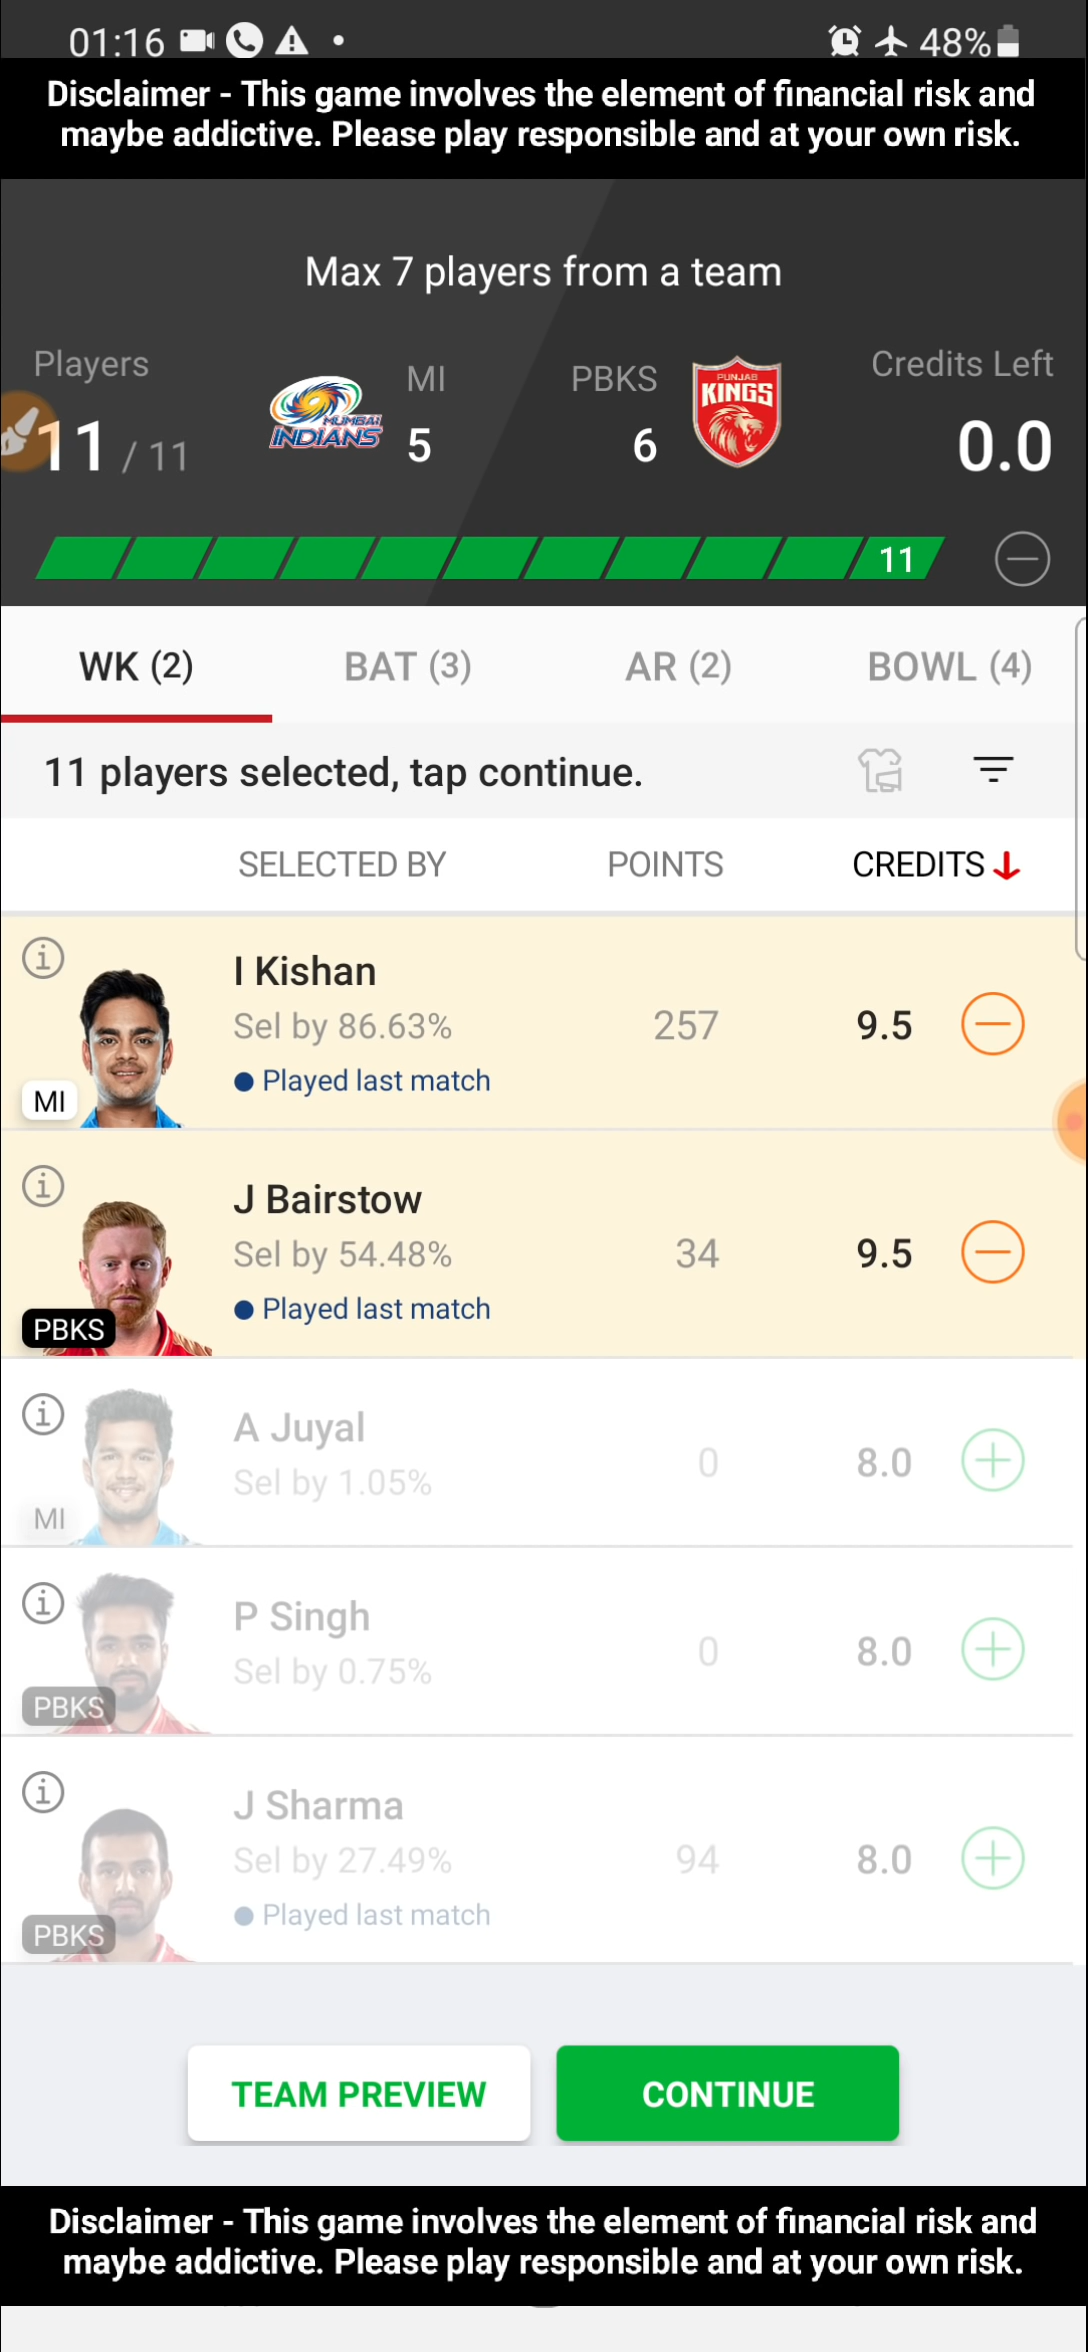 01:16
48%
Disclaimer - This game involves the element of financial risk and
maybe addictive. Please play responsible and at your own risk.
Max 7 players from a team
Players
11 / 11
MUMBAI
INDIANS
MI
5
PBKS
6
PUNJAB
KINGS
Credits Left
0.0
11
WK (2)
BAT (3)
AR (2)
BOWL (4)
11 players selected, tap continue.
SELECTED BY
POINTS
CREDITS
I Kishan
Sel by 86.63%
Played last match
257
9.5
MI
J Bairstow
Sel by 54.48%
Played last match
34
9.5
PBKS
A Juyal
Sel by 1.05%
0
8.0
MI
P Singh
Sel by 0.75%
0
8.0
PBKS
J Sharma
Sel by 27.49%
Played last match
94
8.0
PBKS
TEAM PREVIEW
CONTINUE
Disclaimer - This game involves the element of financial risk and
maybe addictive. Please play responsible and at your own risk.